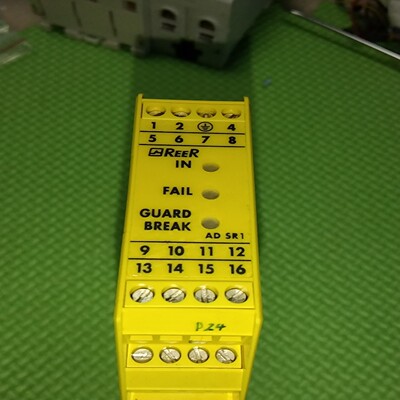 1 2 4
5 6 7 8
REER
IN
FAIL
GUARD
BREAK
AD SR1
9 10 11 12
13 14 15 16
D24